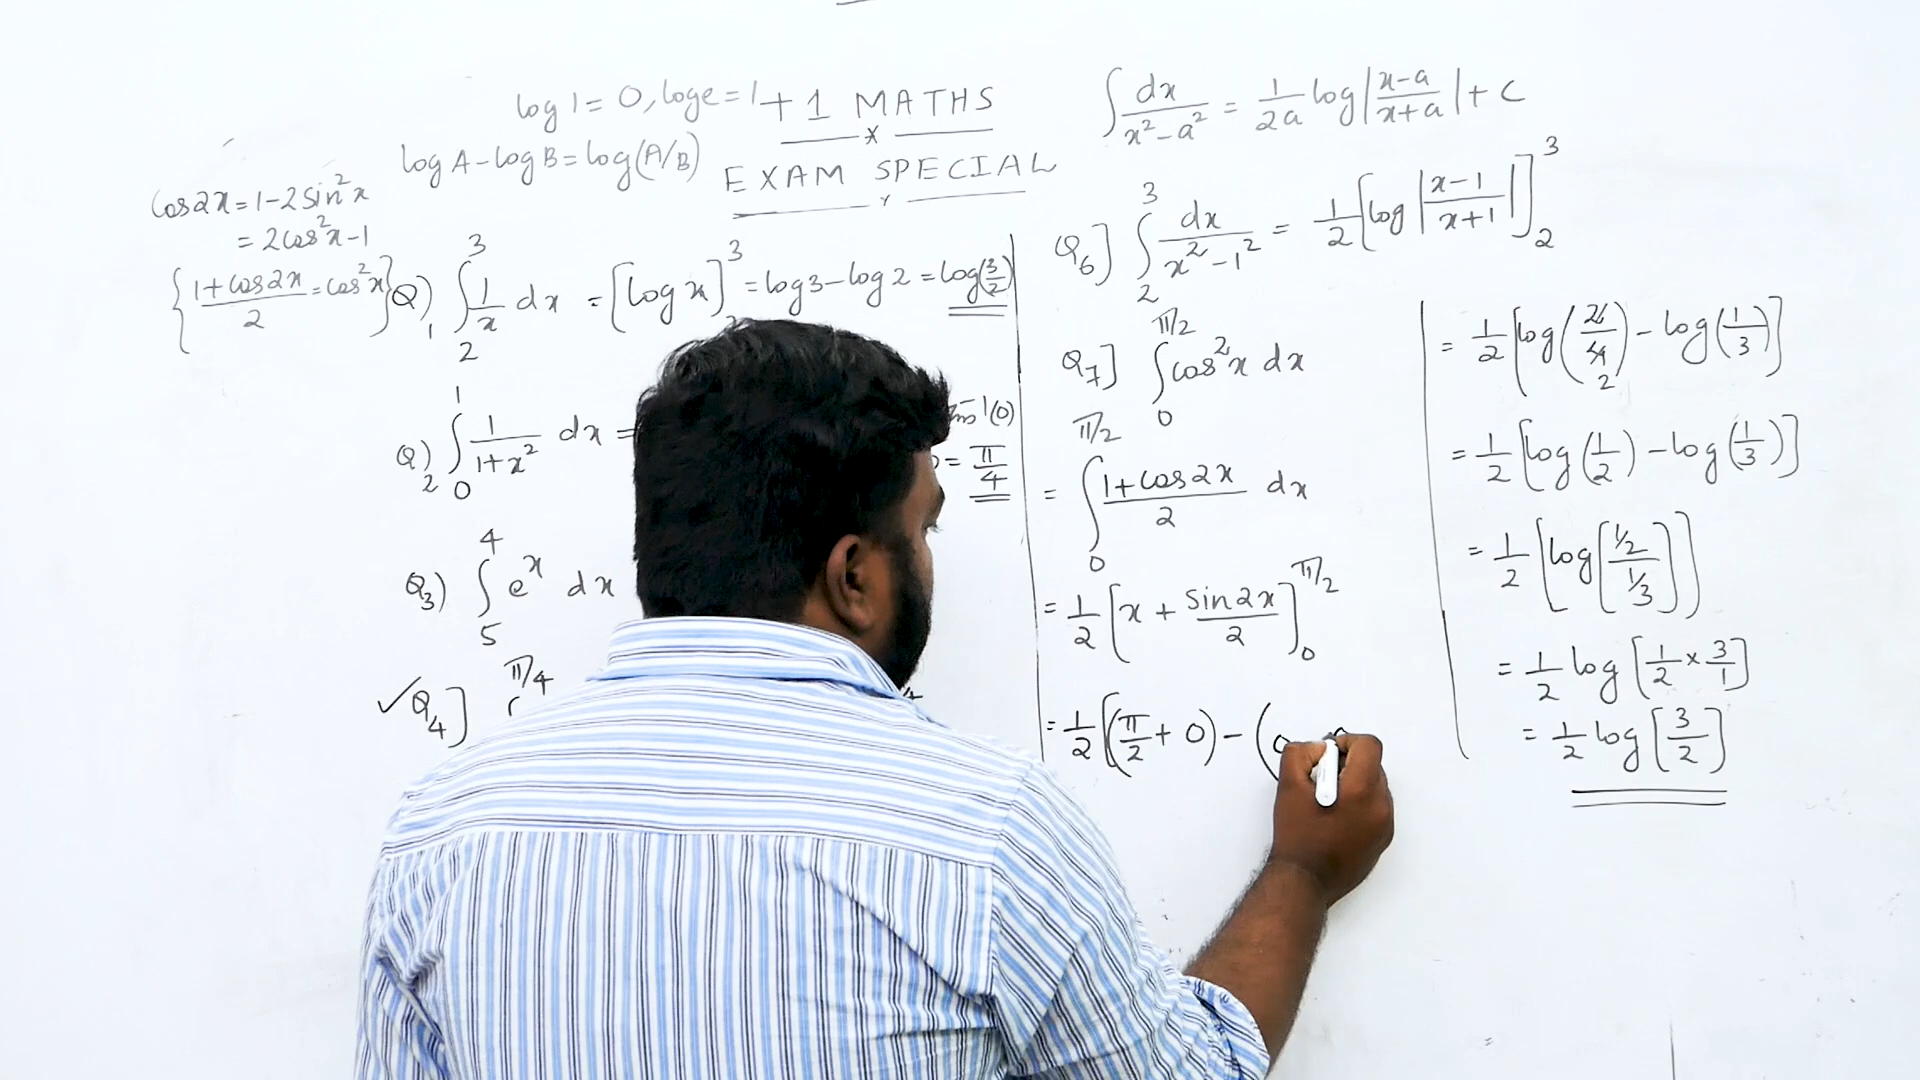 log 1 = 0, log e = 1
+1 MATHS
EXAM SPECIAL
log A - log B = log(A/B)
cos2x = 1 - 2sin²x
= 2cos²x - 1
{(1+cos2x)/2 = cos²x}
Q1) ∫₂³ 1/x dx = [log x]³ = log3 - log2 = log(3/2)
Q2) ∫₀¹ 1/(1+x²) dx =
⁻¹(0)
= π/4
Q3) ∫₅⁴ eˣ dx
✓Q4] π/4
∫ dx/(x²-a²) = 1/2a log|(x-a)/(x+a)| + C
Q6] ∫₂³ dx/(x²-1²) = 1/2 [log|(x-1)/(x+1)|]₂³
= 1/2 [log(2/4) - log(1/3)]
= 1/2 [log(1/2) - log(1/3)]
= 1/2 [log[(1/2)/(1/3)]]
= 1/2 log[1/2 × 3/1]
= 1/2 log[3/2]
Q7] ∫₀^(π/2) cos²x dx
= ∫₀^(π/2) (1+cos2x)/2 dx
= 1/2 [x + sin2x/2]₀^(π/2)
= 1/2 [(π/2 + 0) - (0